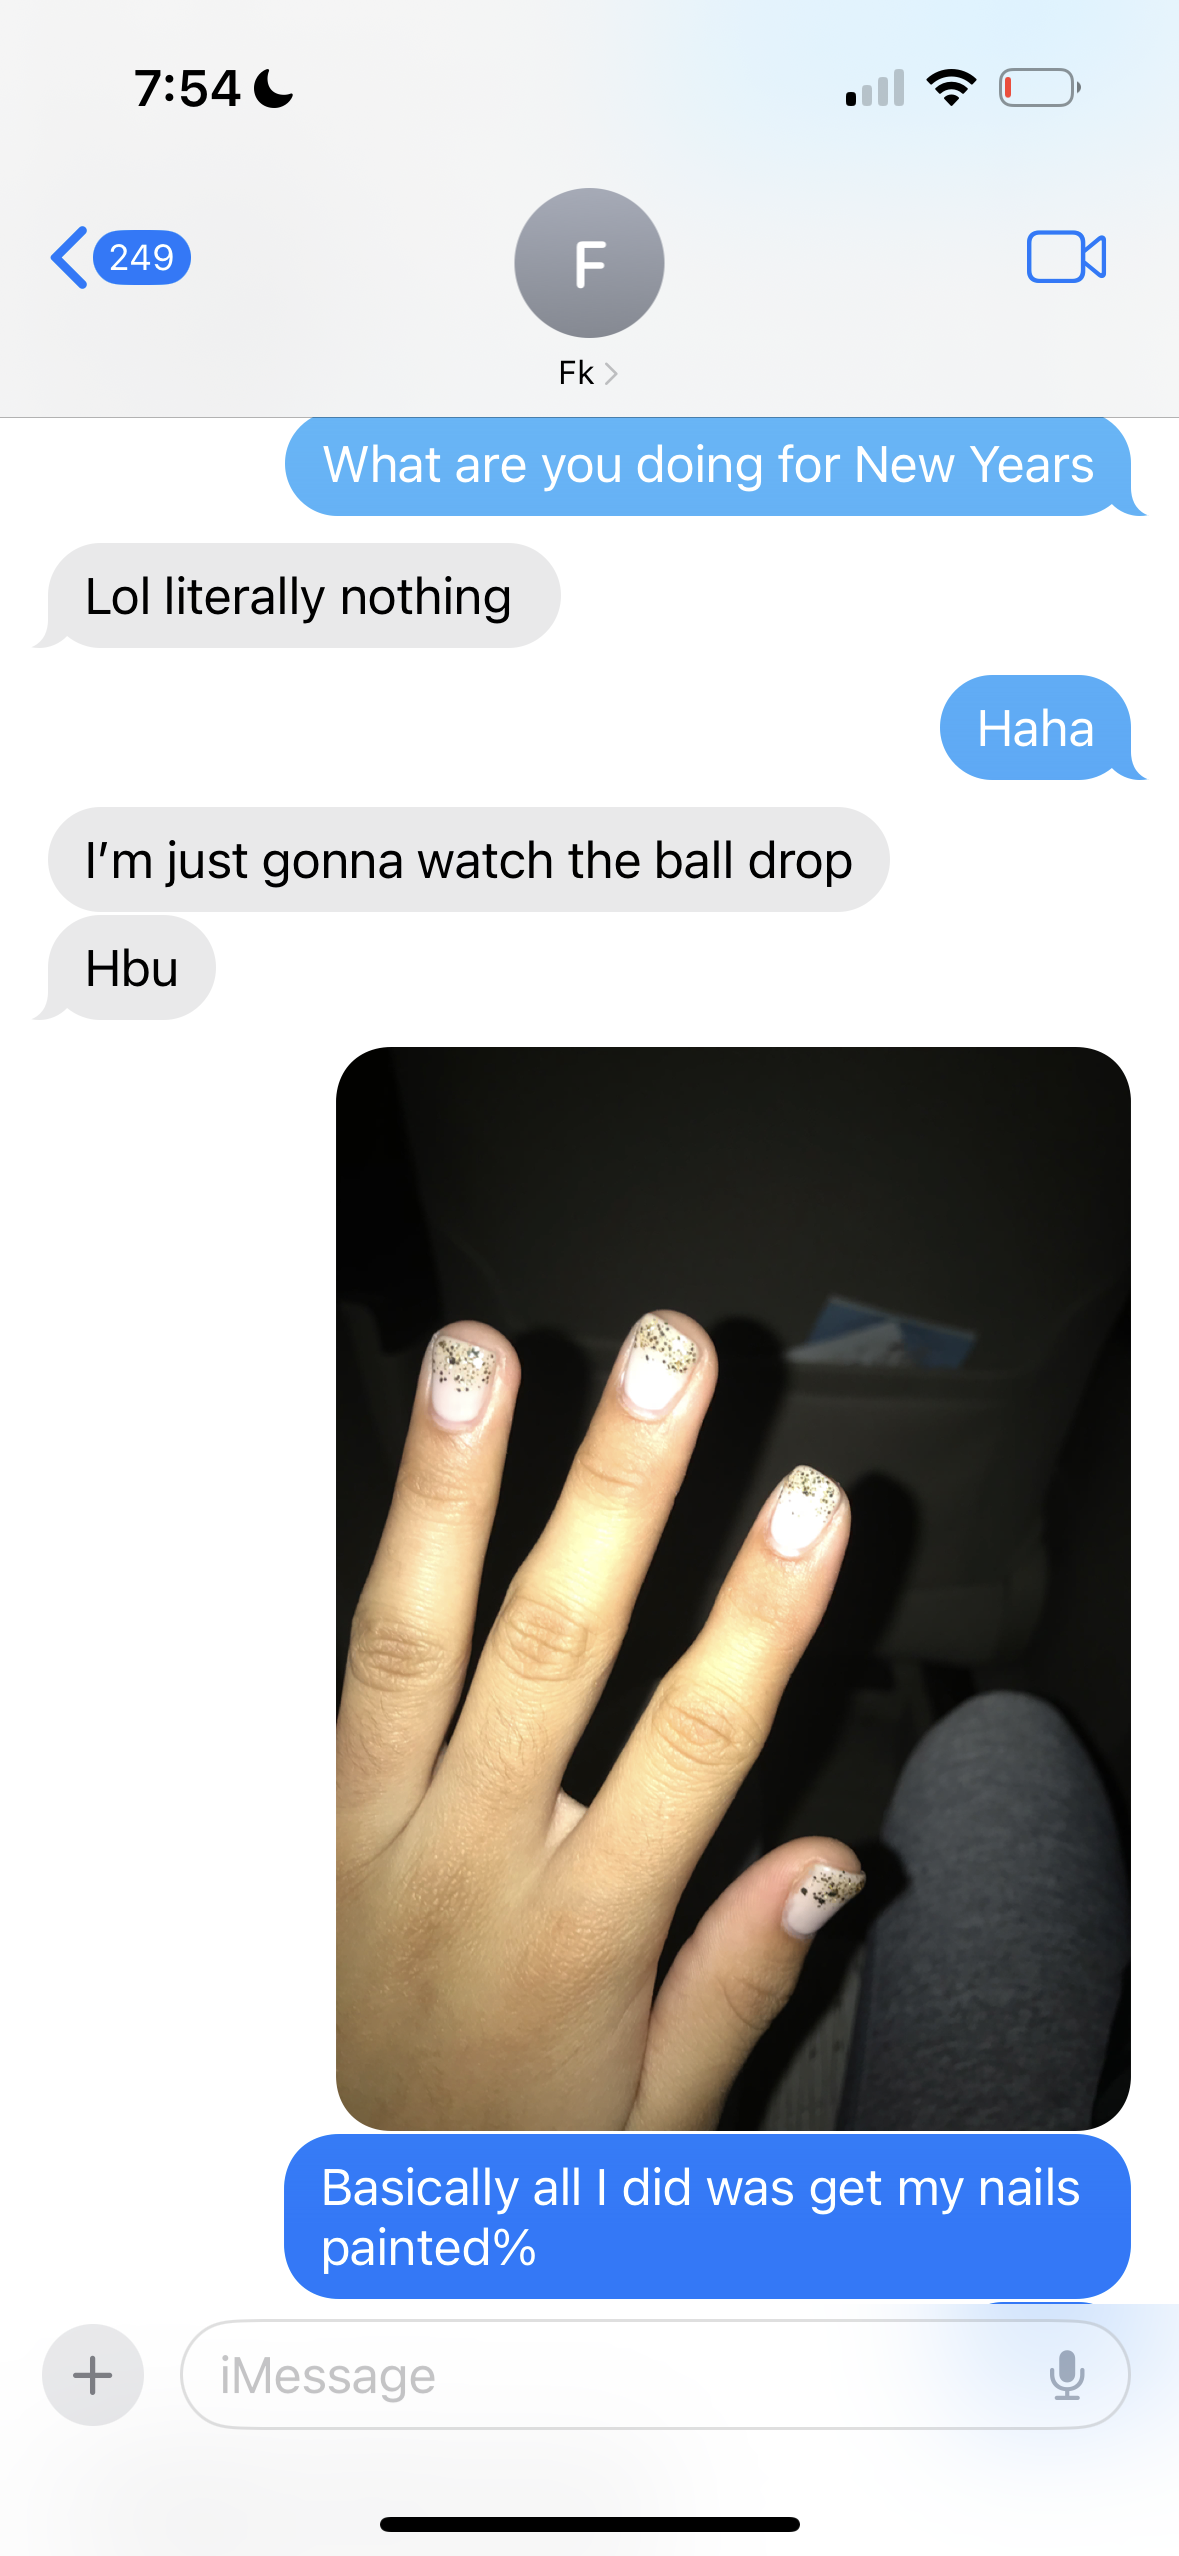 7:54
249
F
Fk
What are you doing for New Years
Lol literally nothing
Haha
I’m just gonna watch the ball drop
Hbu
Basically all I did was get my nails
painted%
iMessage